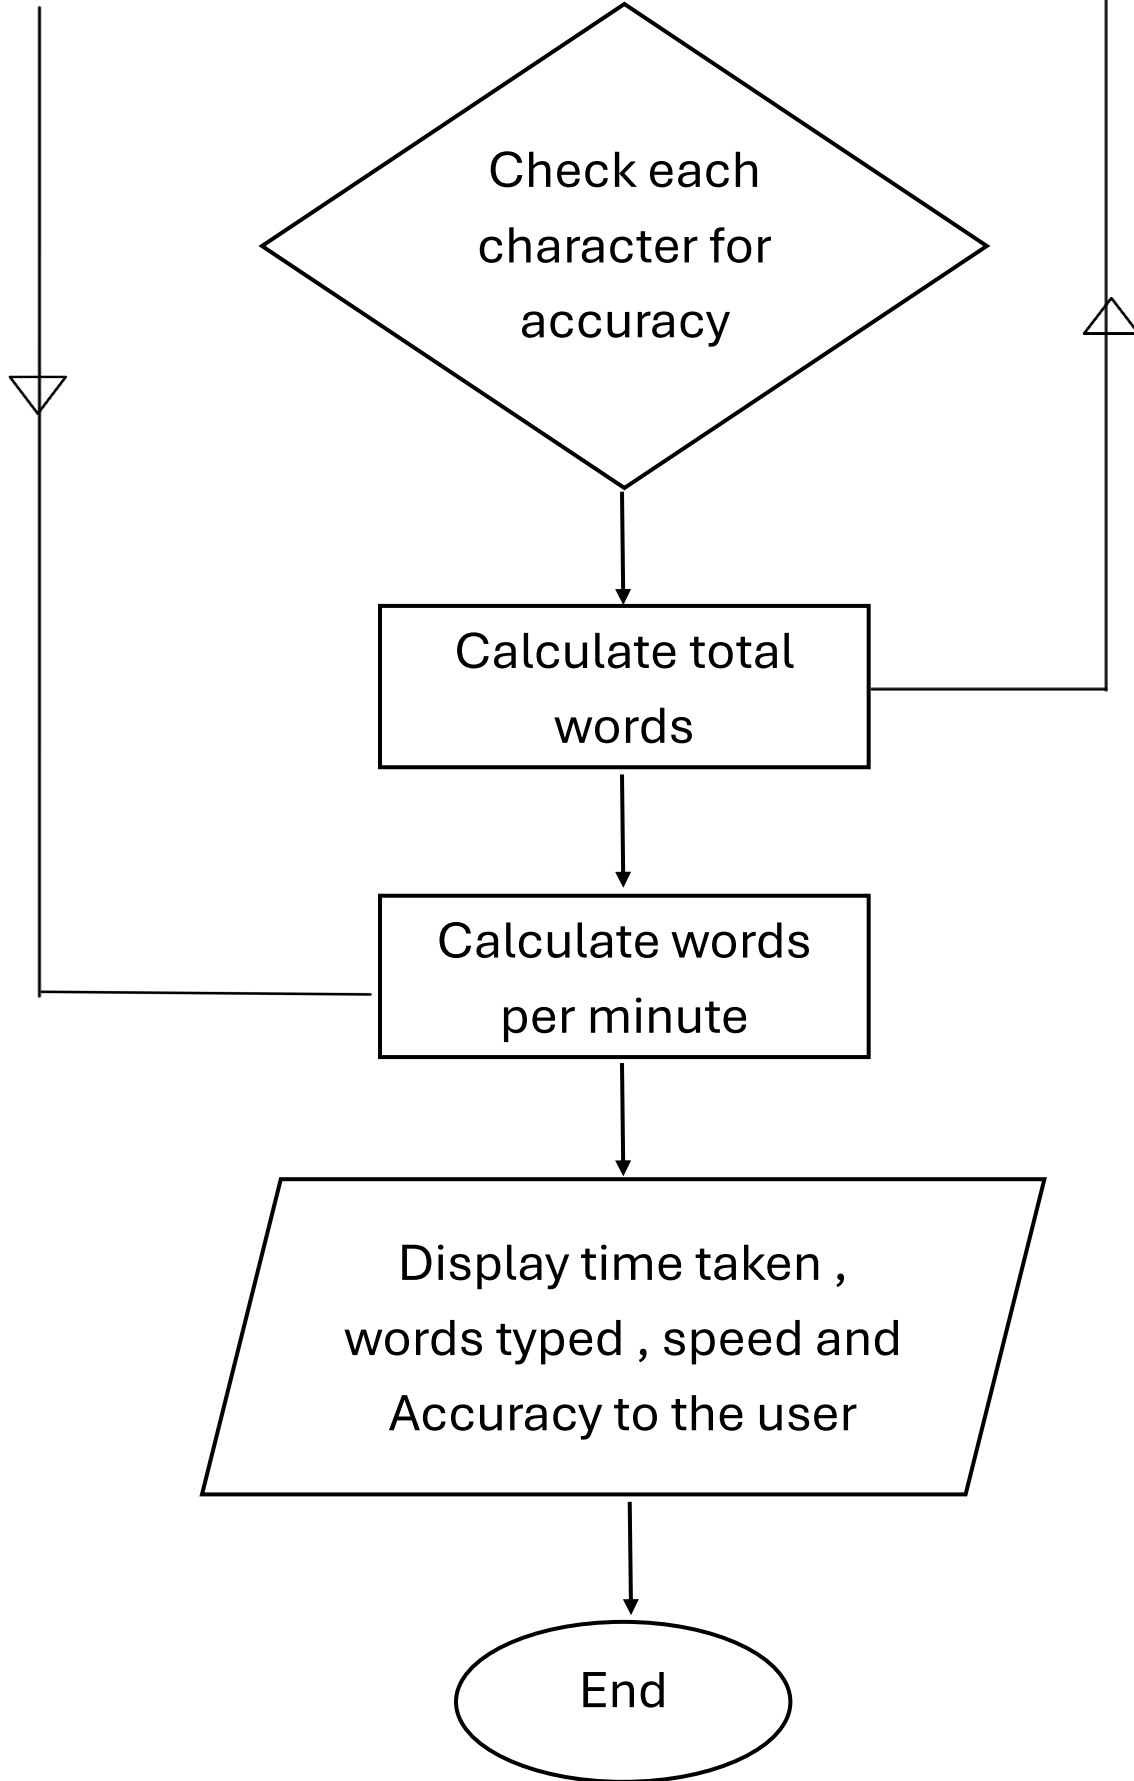 Check each
character for
accuracy
Calculate total
words
Calculate words
per minute
Display time taken ,
words typed , speed and
Accuracy to the user
End